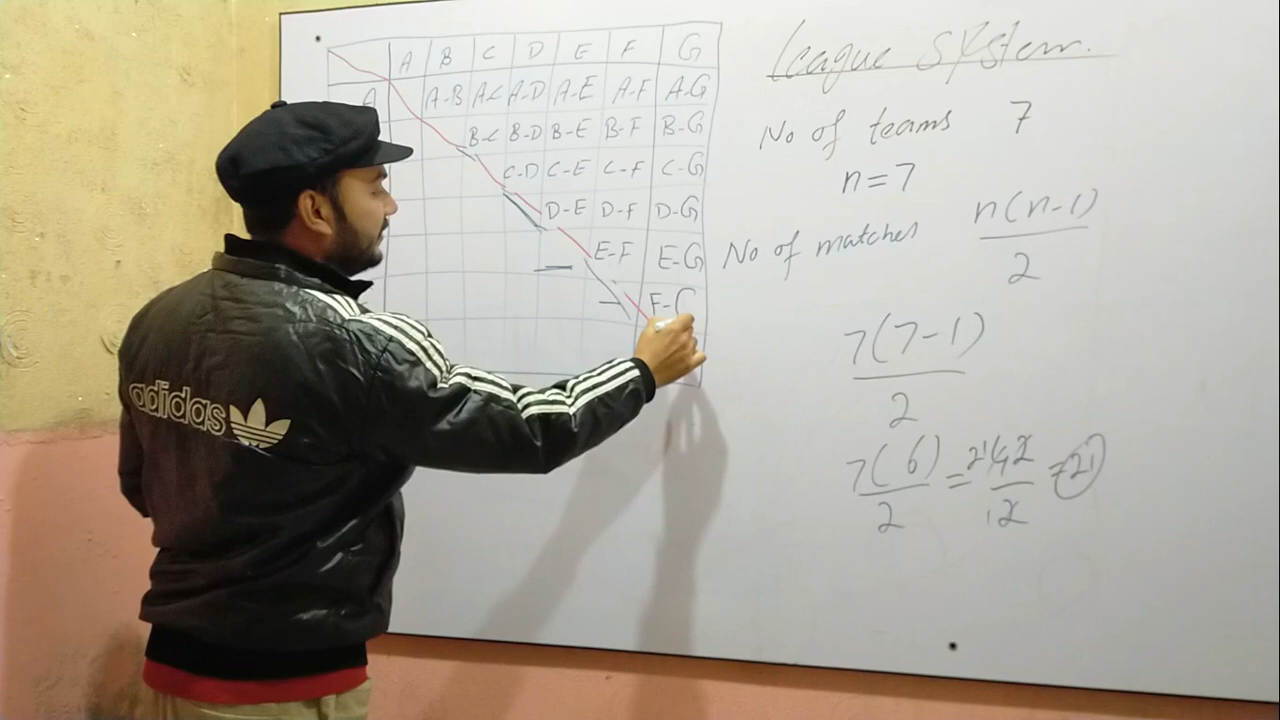 A B C D E F G
A A-B A-C A-D A-E A-F A-G
B-C B-D B-E B-F B-G
C-D C-E C-F C-G
D-E D-F D-G
E-F E-G
F-G
League System.
No of teams 7
n=7
No of matches n(n-1)
2
7(7-1)
2
7(6) = 42 = 21
2 2
adidas